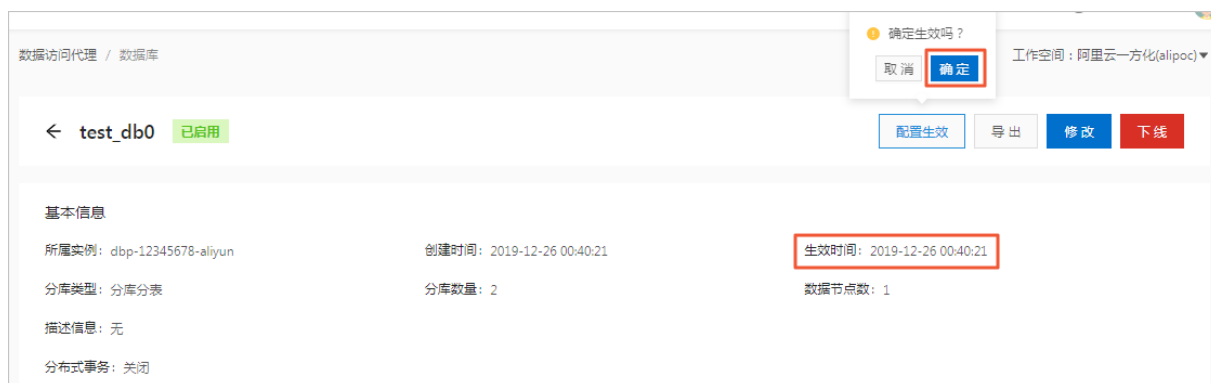 确定生效吗？
取消 确定
数据访问代理 / 数据库
工作空间：阿里云一方化(alipoc)
test_db0 已启用
配置生效 导出 修改 下线
基本信息
所属实例：dbp-12345678-aliyun 创建时间：2019-12-26 00:40:21 生效时间：2019-12-26 00:40:21
分库类型：分库分表 分库数量：2 数据节点数：1
描述信息：无
分布式事务：关闭